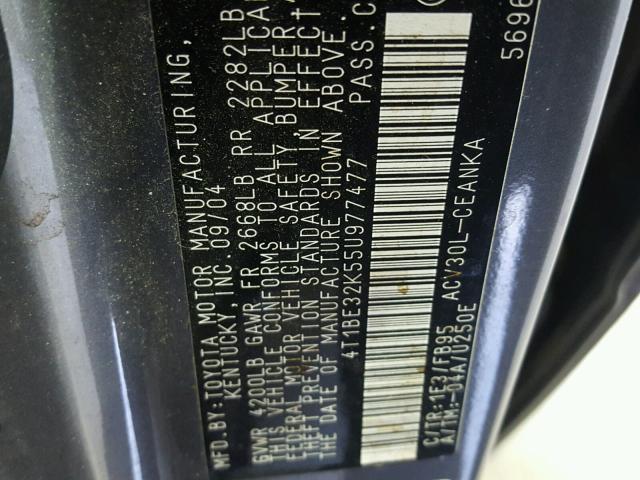 MFD.BY:TOYOTA MOTOR MANUFACTURING,
KENTUCKY, INC.09/04
GVWR 4200LB GAWR FR 2668LB RR 2282LB
THIS VEHICLE CONFORMS TO ALL APPLICA
FEDERAL MOTOR VEHICLE SAFETY, BUMPER
THEFT PREVENTION STANDARDS IN EFFECT
THE DATE OF MANUFACTURE SHOWN ABOVE.
4T1BE32K55U977477 PASS.C
5696
C/TR:1E3/FB95 ACV30L-CEANKA
A/TM:-04A/U250E